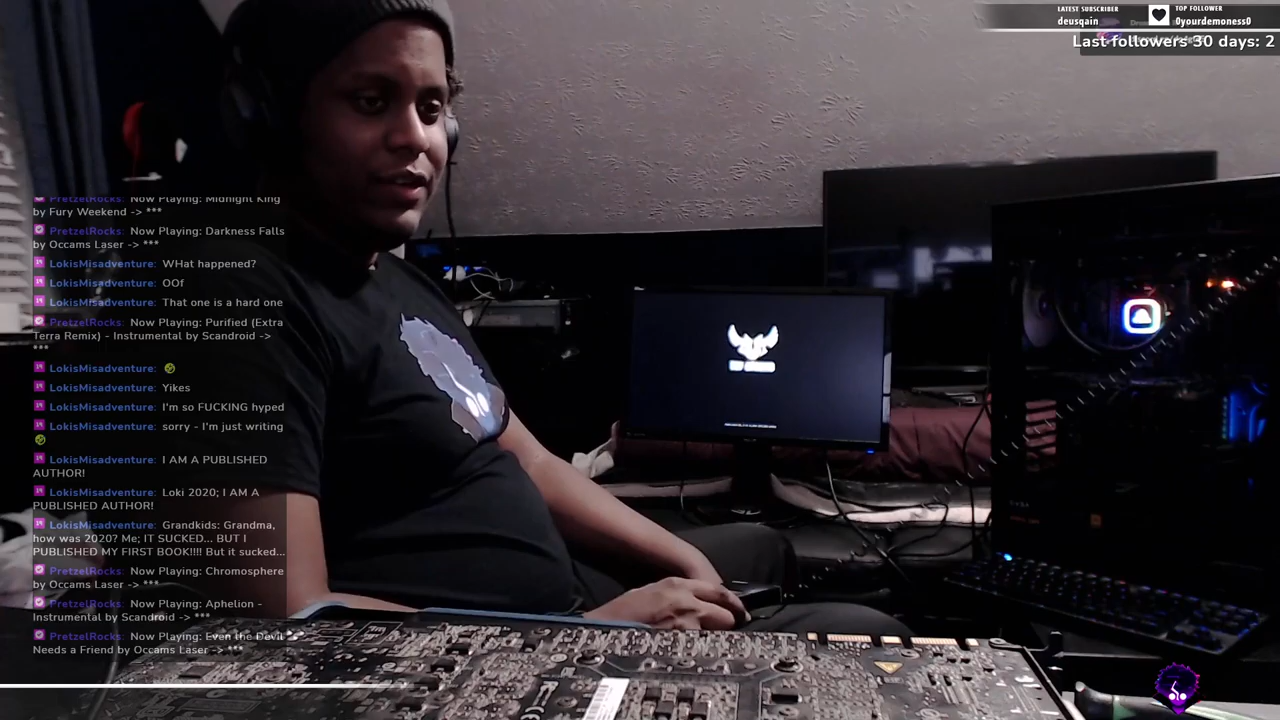 LATEST SUBSCRIBER
deusqain
TOP FOLLOWER
0yourdemoness0
Last followers 30 days: 2
PretzelRocks: Now Playing: Midnight King
by Fury Weekend -> ***
PretzelRocks: Now Playing: Darkness Falls
by Occams Laser -> ***
LokisMisadventure: WHat happened?
LokisMisadventure: OOf
LokisMisadventure: That one is a hard one
PretzelRocks: Now Playing: Purified (Extra
Terra Remix) - Instrumental by Scandroid ->
***
LokisMisadventure:
LokisMisadventure: Yikes
LokisMisadventure: I'm so FUCKING hyped
LokisMisadventure: sorry - I'm just writing
LokisMisadventure: I AM A PUBLISHED
AUTHOR!
LokisMisadventure: Loki 2020; I AM A
PUBLISHED AUTHOR!
LokisMisadventure: Grandkids: Grandma,
how was 2020? Me; IT SUCKED... BUT I
PUBLISHED MY FIRST BOOK!!!! But it sucked...
PretzelRocks: Now Playing: Chromosphere
by Occams Laser -> ***
PretzelRocks: Now Playing: Aphelion -
Instrumental by Scandroid -> ***
PretzelRocks: Now Playing: Even the Devil
Needs a Friend by Occams Laser -> ***